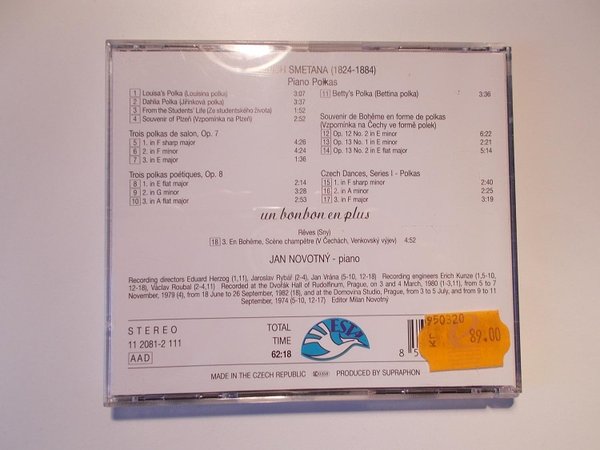 SMETANA (1824-1884)
Piano Polkas
1 Louisa's Polka (Louisina polka) 3:07
2 Dahlia Polka (Jiřinková polka) 3:37
3 From the Students' Life (Ze studentského života) 1:52
4 Souvenir of Plzeň (Vzpomínka na Plzeň) 2:52
Trois polkas de salon, Op. 7
5 1. in F sharp major 4:26
6 2. in F minor 4:24
7 3. in E major 1:36
Trois polkas poétiques, Op. 8
8 1. in E flat major 2:14
9 2. in G minor 3:28
10 3. in A flat major 2:53
11 Betty's Polka (Bettina polka) 3:36
Souvenir de Bohême en forme de polkas
(Vzpomínka na Čechy ve formě polek)
12 Op. 12 No. 2 in E minor 6:22
13 Op. 13 No. 1 in E minor 2:21
14 Op. 13 No. 2 in E flat major 5:14
Czech Dances, Series I - Polkas
15 1. in F sharp minor 2:40
16 2. in A minor 2:25
17 3. in F major 3:19
un bonbon en plus
Rêves (Sny)
18 3. En Bohême, Scène champêtre (V Čechách, Venkovský výjev) 4:52
JAN NOVOTNÝ - piano
Recording directors Eduard Herzog (1,11), Jaroslav Rybář (2-4), Jan Vrána (5-10, 12-18) Recording engineers Erich Kunze (1,5-10,
12-18), Václav Roubal (2-4,11) Recorded at the Dvořák Hall of Rudolfinum, Prague, on 3 and 4 March, 1980 (1-3,11), from 5 to 7
November, 1979 (4), from 18 June to 26 September, 1982 (18), and at the Domovina Studio, Prague, from 3 to 5 July, and from 9 to 11
September, 1974 (5-10, 12-17) Editor Milan Novotný
STEREO
11 2081-2 111
AAD
TOTAL
TIME
62:18
VESTA
8 5
950320
KČ
89.00
MADE IN THE CZECH REPUBLIC
PRODUCED BY SUPRAPHON